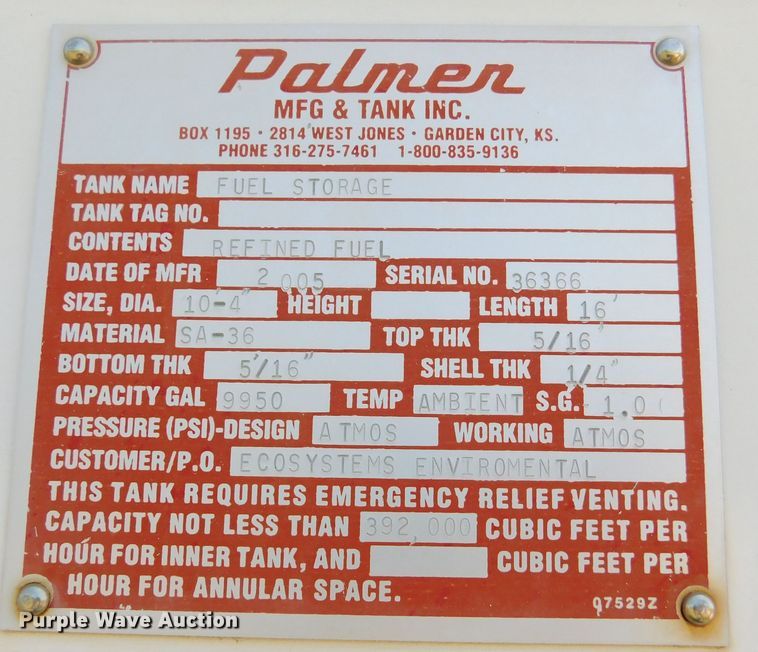 Palmer
MFG & TANK INC.
BOX 1195 · 2814 WEST JONES · GARDEN CITY, KS.
PHONE 316-275-7461 1-800-835-9136
TANK NAME FUEL STORAGE
TANK TAG NO.
CONTENTS REFINED FUEL
DATE OF MFR 2 005 SERIAL NO. 36366
SIZE, DIA. 10'-4" HEIGHT LENGTH 16'
MATERIAL SA-36 TOP THK 5/16"
BOTTOM THK 5/16" SHELL THK 1/4"
CAPACITY GAL 9950 TEMP AMBIENT S.G. 1.0
PRESSURE (PSI)-DESIGN ATMOS WORKING ATMOS
CUSTOMER/P.O. ECOSYSTEMS ENVIROMENTAL
THIS TANK REQUIRES EMERGENCY RELIEF VENTING.
CAPACITY NOT LESS THAN 392,000 CUBIC FEET PER
HOUR FOR INNER TANK, AND CUBIC FEET PER
HOUR FOR ANNULAR SPACE.
07529Z
Purple Wave Auction